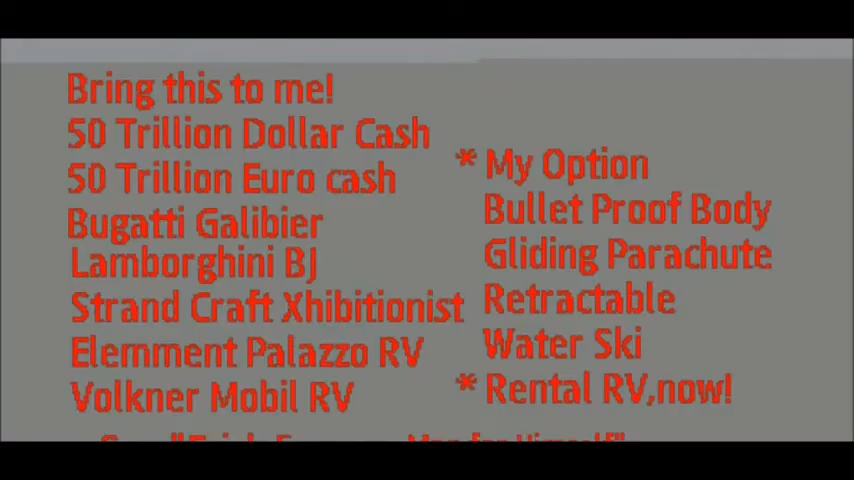 Bring this to me!
50 Trillion Dollar Cash
50 Trillion Euro cash
Bugatti Galibier
Lamborghini BJ
Strand Craft Xhibitionist
Elemment Palazzo RV
Volkner Mobil RV
* My Option
Bullet Proof Body
Gliding Parachute
Retractable
Water Ski
* Rental RV,now!